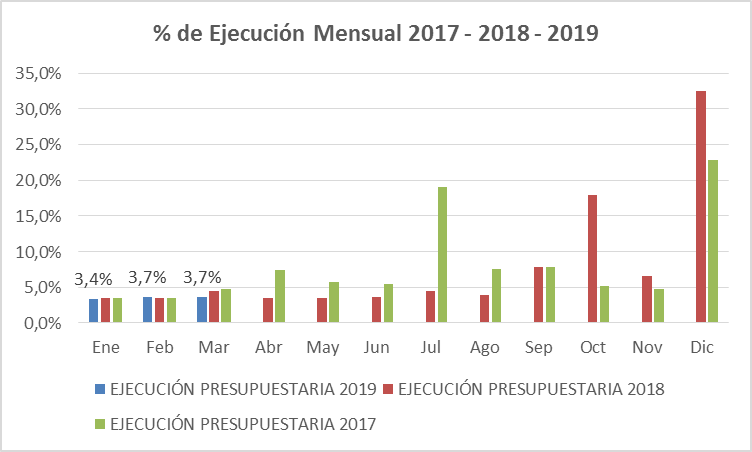 % de Ejecución Mensual 2017 - 2018 - 2019
35,0%
30,0%
25,0%
20,0%
15,0%
10,0%
5,0%
0,0%
3,4% 3,7% 3,7%
Ene Feb Mar Abr May Jun Jul Ago Sep Oct Nov Dic
EJECUCIÓN PRESUPUESTARIA 2019 EJECUCIÓN PRESUPUESTARIA 2018
EJECUCIÓN PRESUPUESTARIA 2017